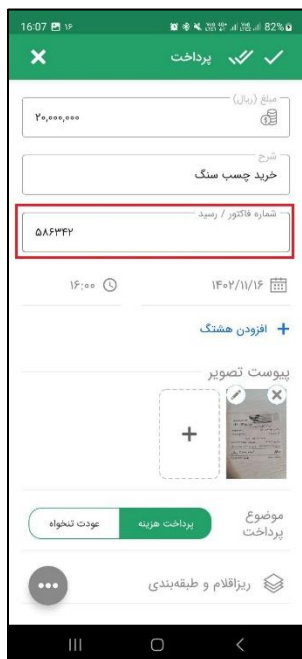 16:07 ۱۶ 82%
پرداخت
مبلغ (ریال)
۲۰,۰۰۰,۰۰۰
شرح
خرید چسب سنگ
شماره فاکتور / رسید
۵۸۶۳۴۲
۱۴۰۲/۱۱/۱۶ ۱۶:۰۰
+ افزودن هشتگ
پیوست تصویر
+
موضوع پرداخت
پرداخت هزینه عودت تنخواه
ریزاقلام و طبقه‌بندی